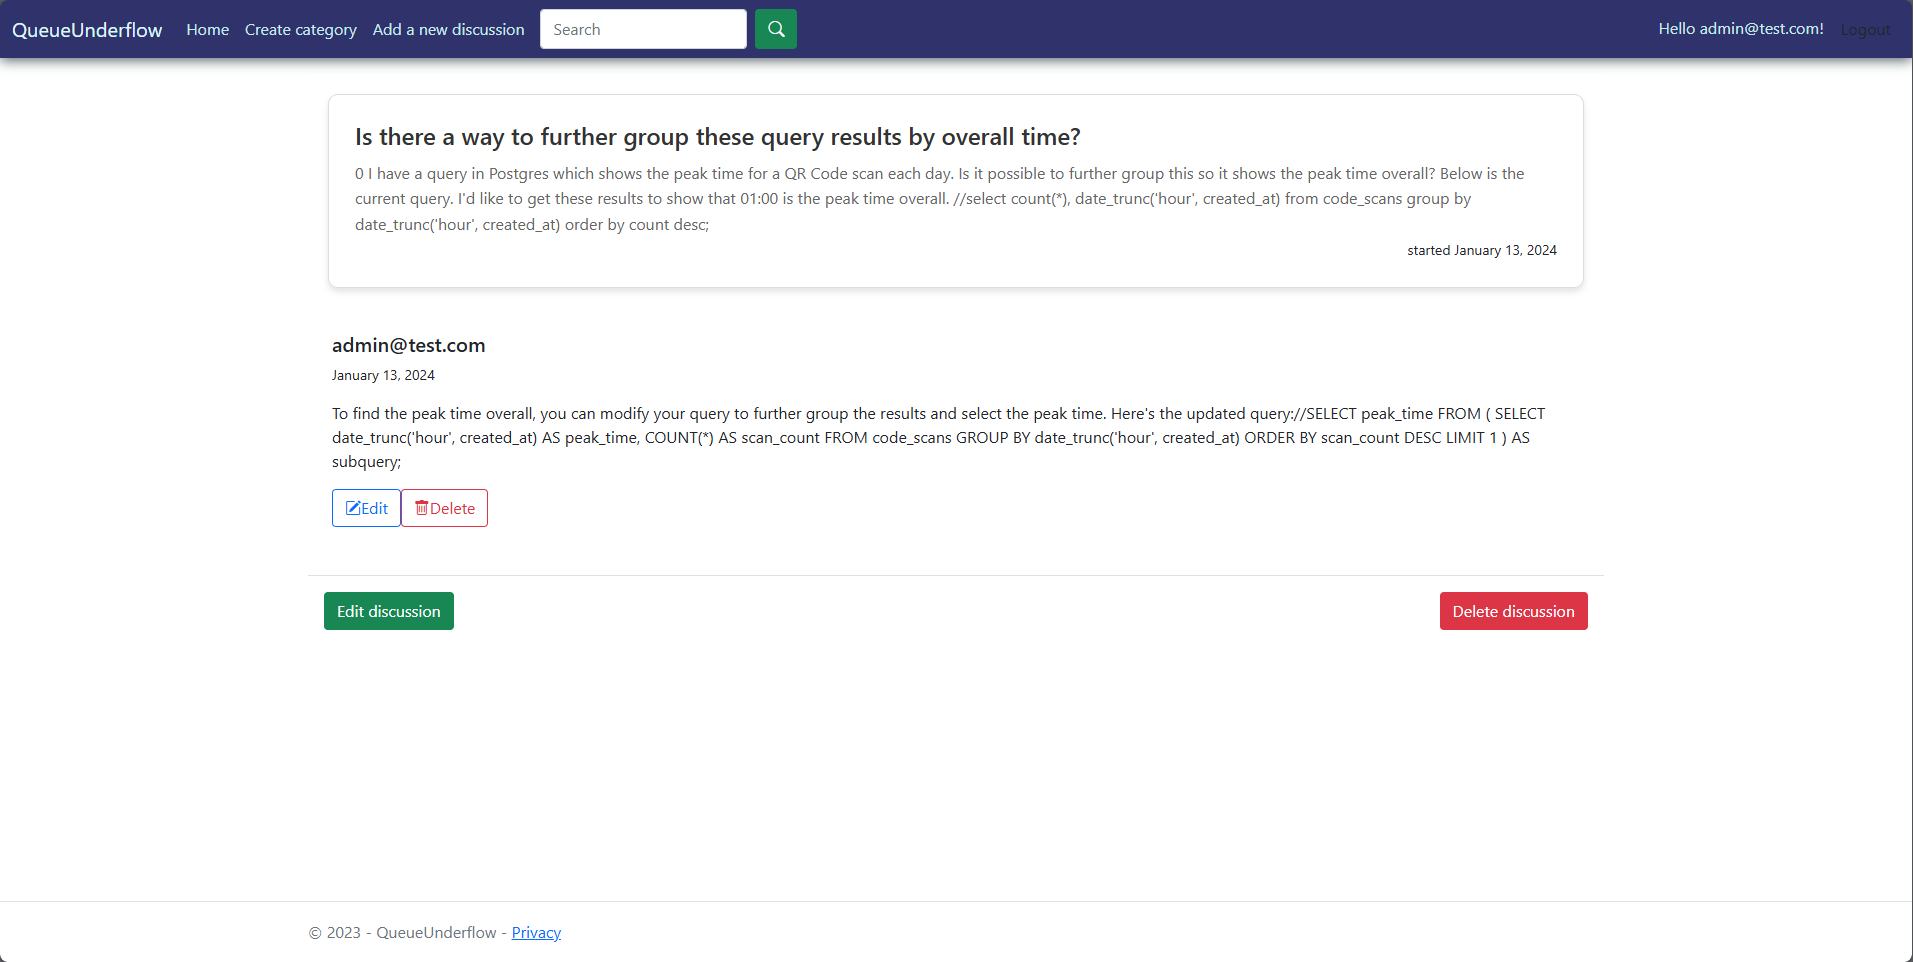 QueueUnderflow Home Create category Add a new discussion Search Hello admin@test.com! Logout
Is there a way to further group these query results by overall time?
0 I have a query in Postgres which shows the peak time for a QR Code scan each day. Is it possible to further group this so it shows the peak time overall? Below is the
current query. I'd like to get these results to show that 01:00 is the peak time overall. //select count(*), date_trunc('hour', created_at) from code_scans group by
date_trunc('hour', created_at) order by count desc;
started January 13, 2024
admin@test.com
January 13, 2024
To find the peak time overall, you can modify your query to further group the results and select the peak time. Here's the updated query://SELECT peak_time FROM ( SELECT
date_trunc('hour', created_at) AS peak_time, COUNT(*) AS scan_count FROM code_scans GROUP BY date_trunc('hour', created_at) ORDER BY scan_count DESC LIMIT 1 ) AS
subquery;
Edit Delete
Edit discussion Delete discussion
© 2023 - QueueUnderflow - Privacy